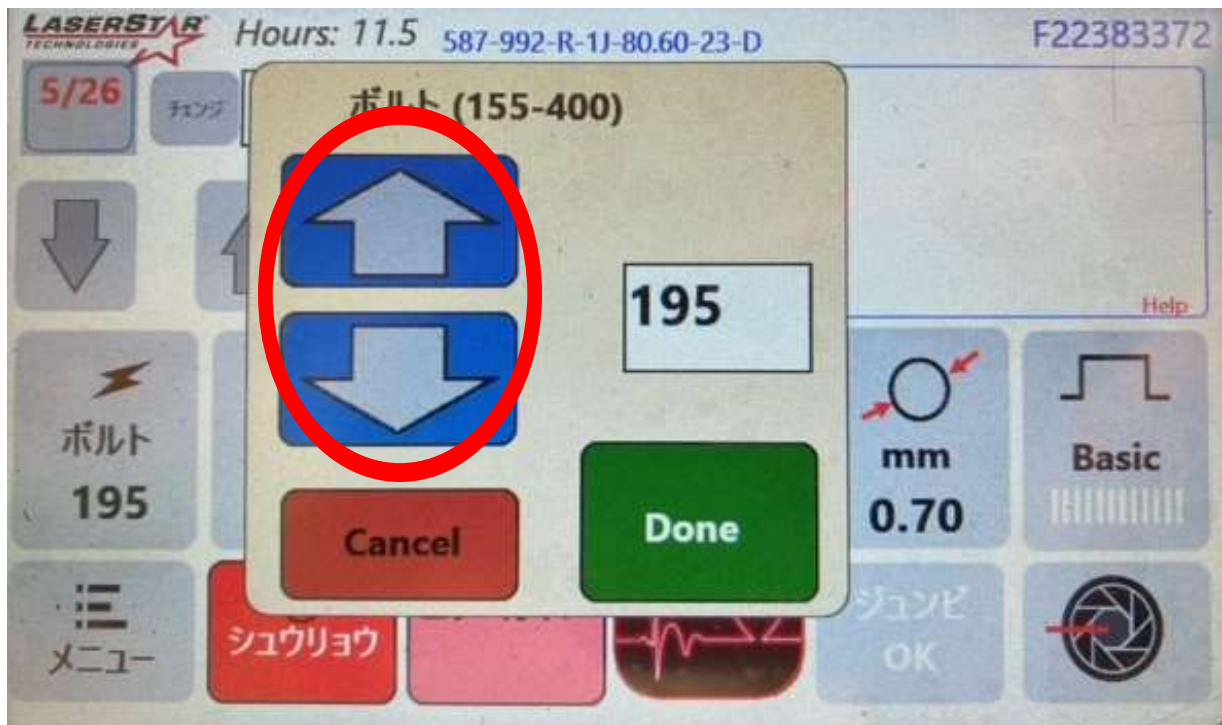 LASERSTAR
TECHNOLOGIES
Hours: 11.5
587-992-R-1J-80.60-23-D
F22383372
5/26
チェンジ
ボルト (155-400)
195
Help
ボルト
195
mm
0.70
Basic
Cancel
Done
メニュー
シュウリョウ
ジュンビ
OK